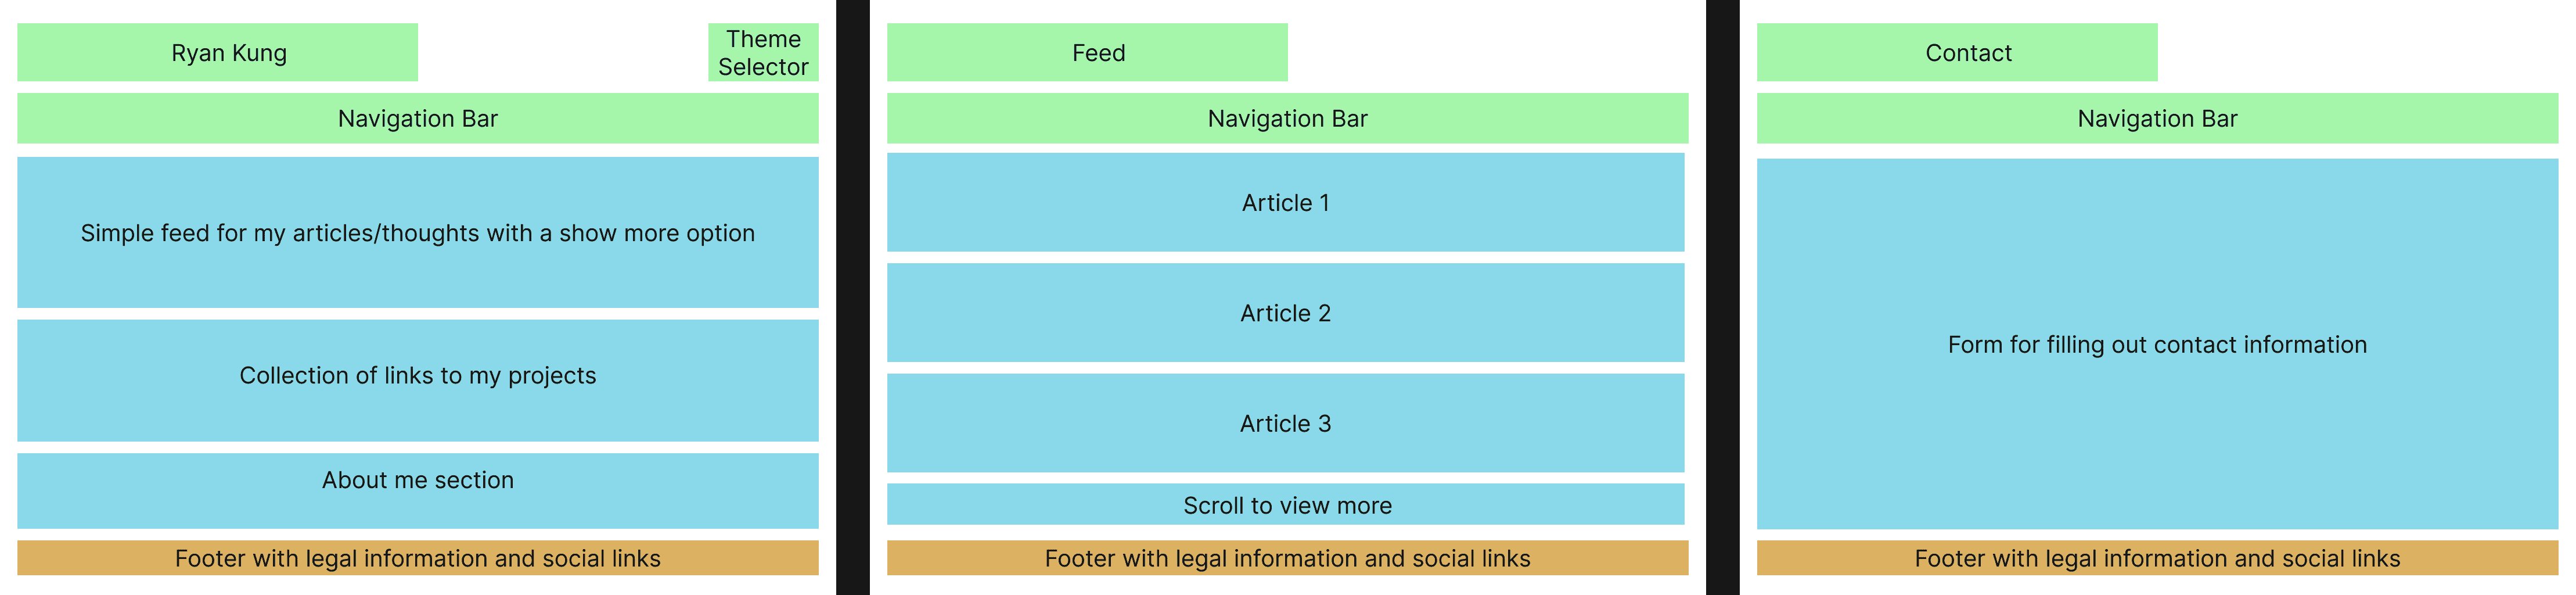 Ryan Kung
Theme
Selector
Navigation Bar
Simple feed for my articles/thoughts with a show more option
Collection of links to my projects
About me section
Footer with legal information and social links
Feed
Navigation Bar
Article 1
Article 2
Article 3
Scroll to view more
Footer with legal information and social links
Contact
Navigation Bar
Form for filling out contact information
Footer with legal information and social links